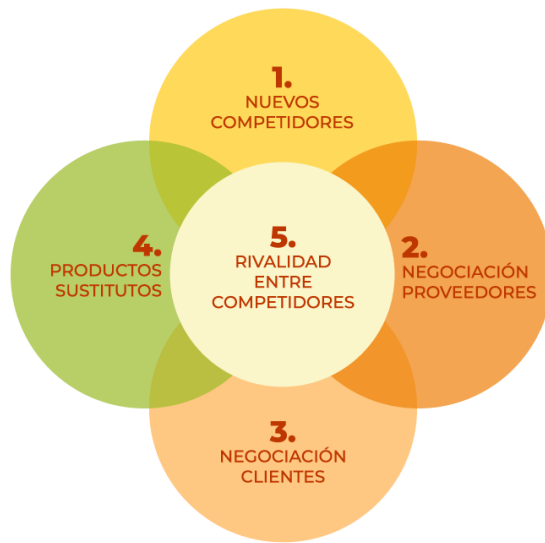 1.
NUEVOS
COMPETIDORES
2.
NEGOCIACIÓN
PROVEEDORES
3.
NEGOCIACIÓN
CLIENTES
4.
PRODUCTOS
SUSTITUTOS
5.
RIVALIDAD
ENTRE
COMPETIDORES